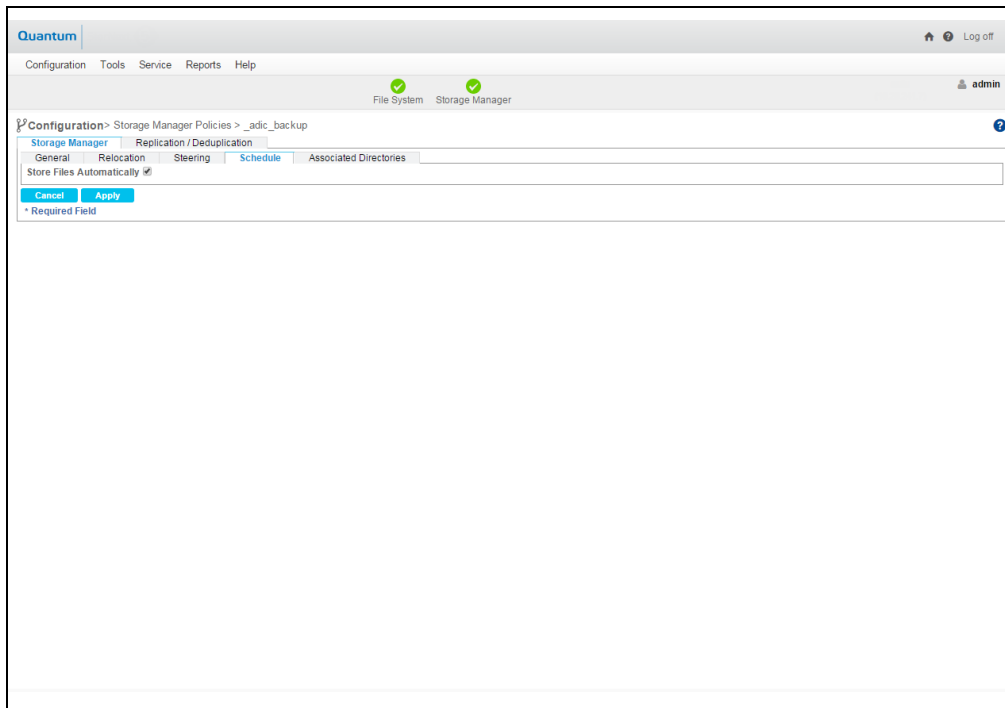 Quantum
Log off
Configuration Tools Service Reports Help
File System Storage Manager
admin
Configuration> Storage Manager Policies > _adic_backup
Storage Manager Replication / Deduplication
General Relocation Steering Schedule Associated Directories
Store Files Automatically
Cancel Apply
* Required Field